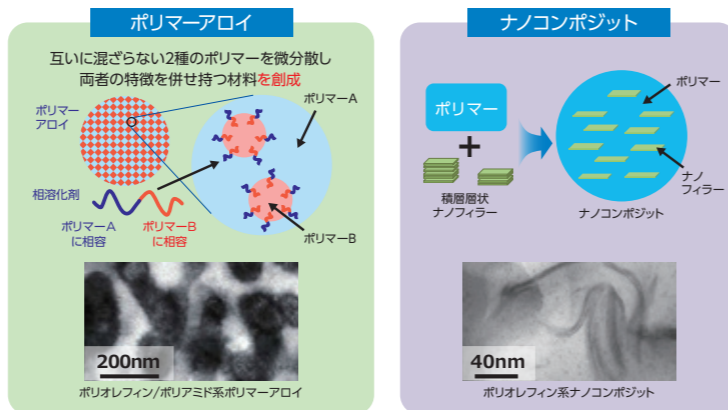 ポリマーアロイ
互いに混ざらない2種のポリマーを微分散し
両者の特徴を併せ持つ材料を創成
ポリマー
アロイ
ポリマーA
相溶化剤
ポリマーA
に相容
ポリマーB
に相容
ポリマーB
200nm
ポリオレフィン/ポリアミド系ポリマーアロイ
ナノコンポジット
ポリマー
+
積層層状
ナノフィラー
ポリマー
ナノ
フィラー
ナノコンポジット
40nm
ポリオレフィン系ナノコンポジット